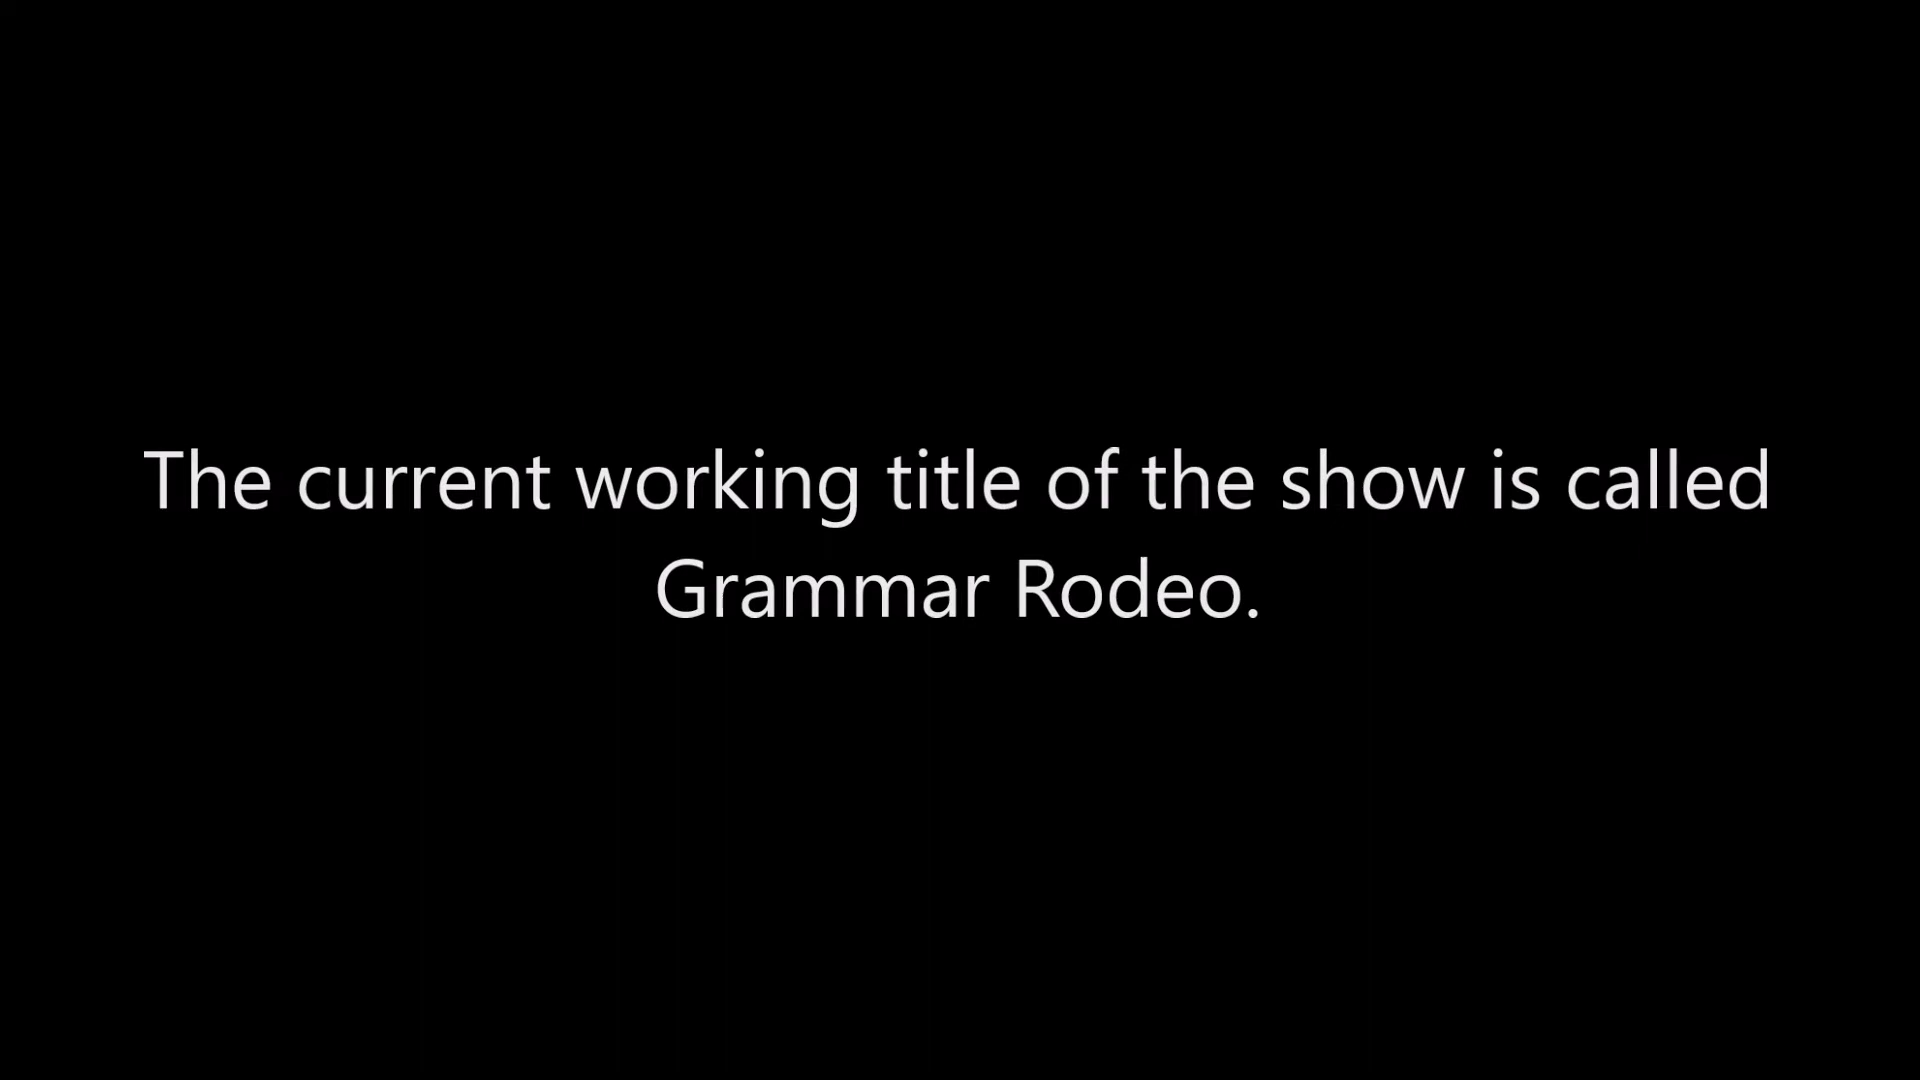 The current working title of the show is called
Grammar Rodeo.